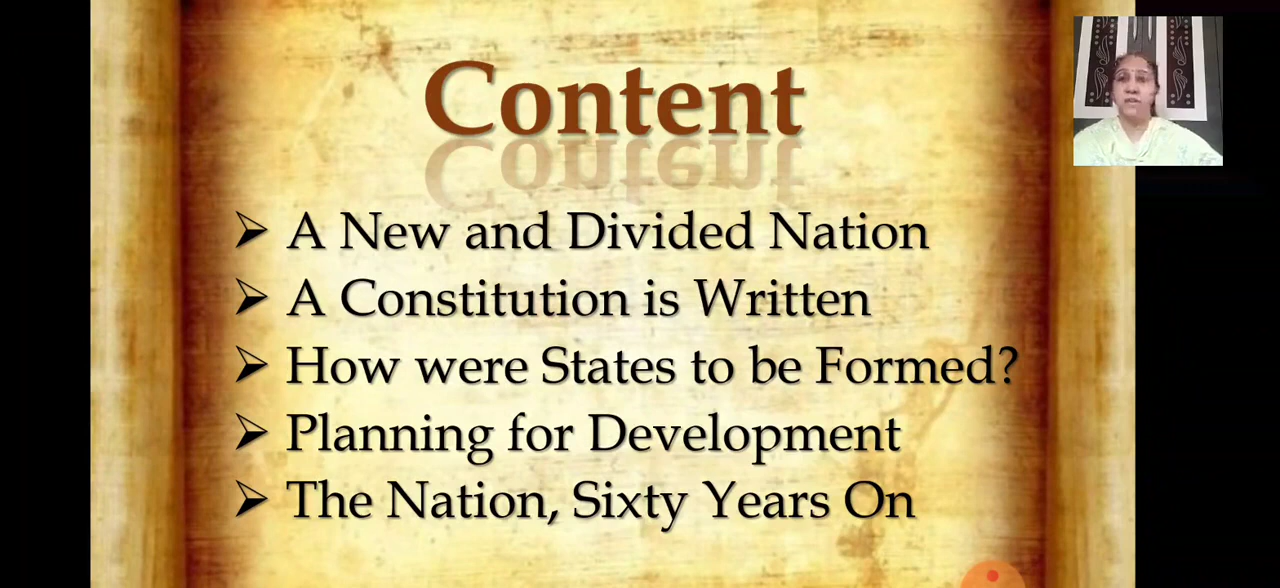 Content
A New and Divided Nation
A Constitution is Written
How were States to be Formed?
Planning for Development
The Nation, Sixty Years On